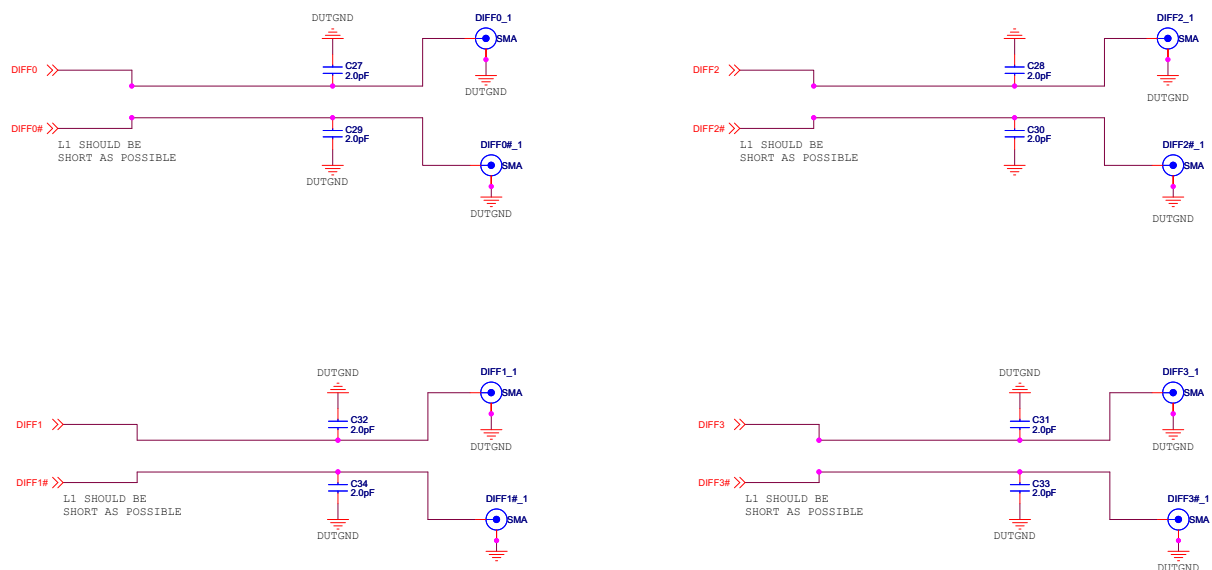 DUTGND
DIFF0_1
SMA
DIFF0
C27
2.0pF
DUTGND
DIFF0#
C29
2.0pF
L1 SHOULD BE
SHORT AS POSSIBLE
DIFF0#_1
SMA
DUTGND
DUTGND
DIFF2_1
SMA
DIFF2
C28
2.0pF
DUTGND
DIFF2#
C30
2.0pF
L1 SHOULD BE
SHORT AS POSSIBLE
DIFF2#_1
SMA
DUTGND
DUTGND
DIFF1_1
SMA
DIFF1
C32
2.0pF
DUTGND
DIFF1#
C34
2.0pF
L1 SHOULD BE
SHORT AS POSSIBLE
DIFF1#_1
SMA
DUTGND
DUTGND
DIFF3_1
SMA
DIFF3
C31
2.0pF
DUTGND
DIFF3#
C33
2.0pF
L1 SHOULD BE
SHORT AS POSSIBLE
DIFF3#_1
SMA
DUTGND
DUTGND